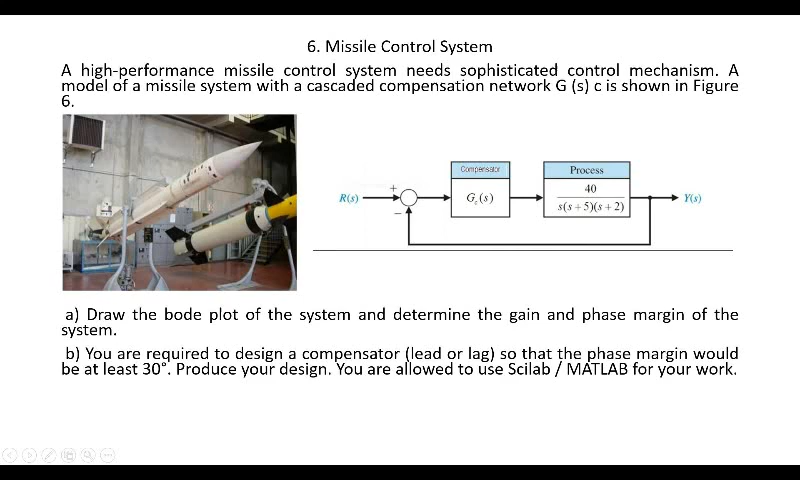 6. Missile Control System
A high-performance missile control system needs sophisticated control mechanism. A
model of a missile system with a cascaded compensation network G (s) c is shown in Figure
6.
Compensator
Process
R(s)
+
−
G_c(s)
40
s(s + 5)(s + 2)
Y(s)
a) Draw the bode plot of the system and determine the gain and phase margin of the
system.
b) You are required to design a compensator (lead or lag) so that the phase margin would
be at least 30°. Produce your design. You are allowed to use Scilab / MATLAB for your work.